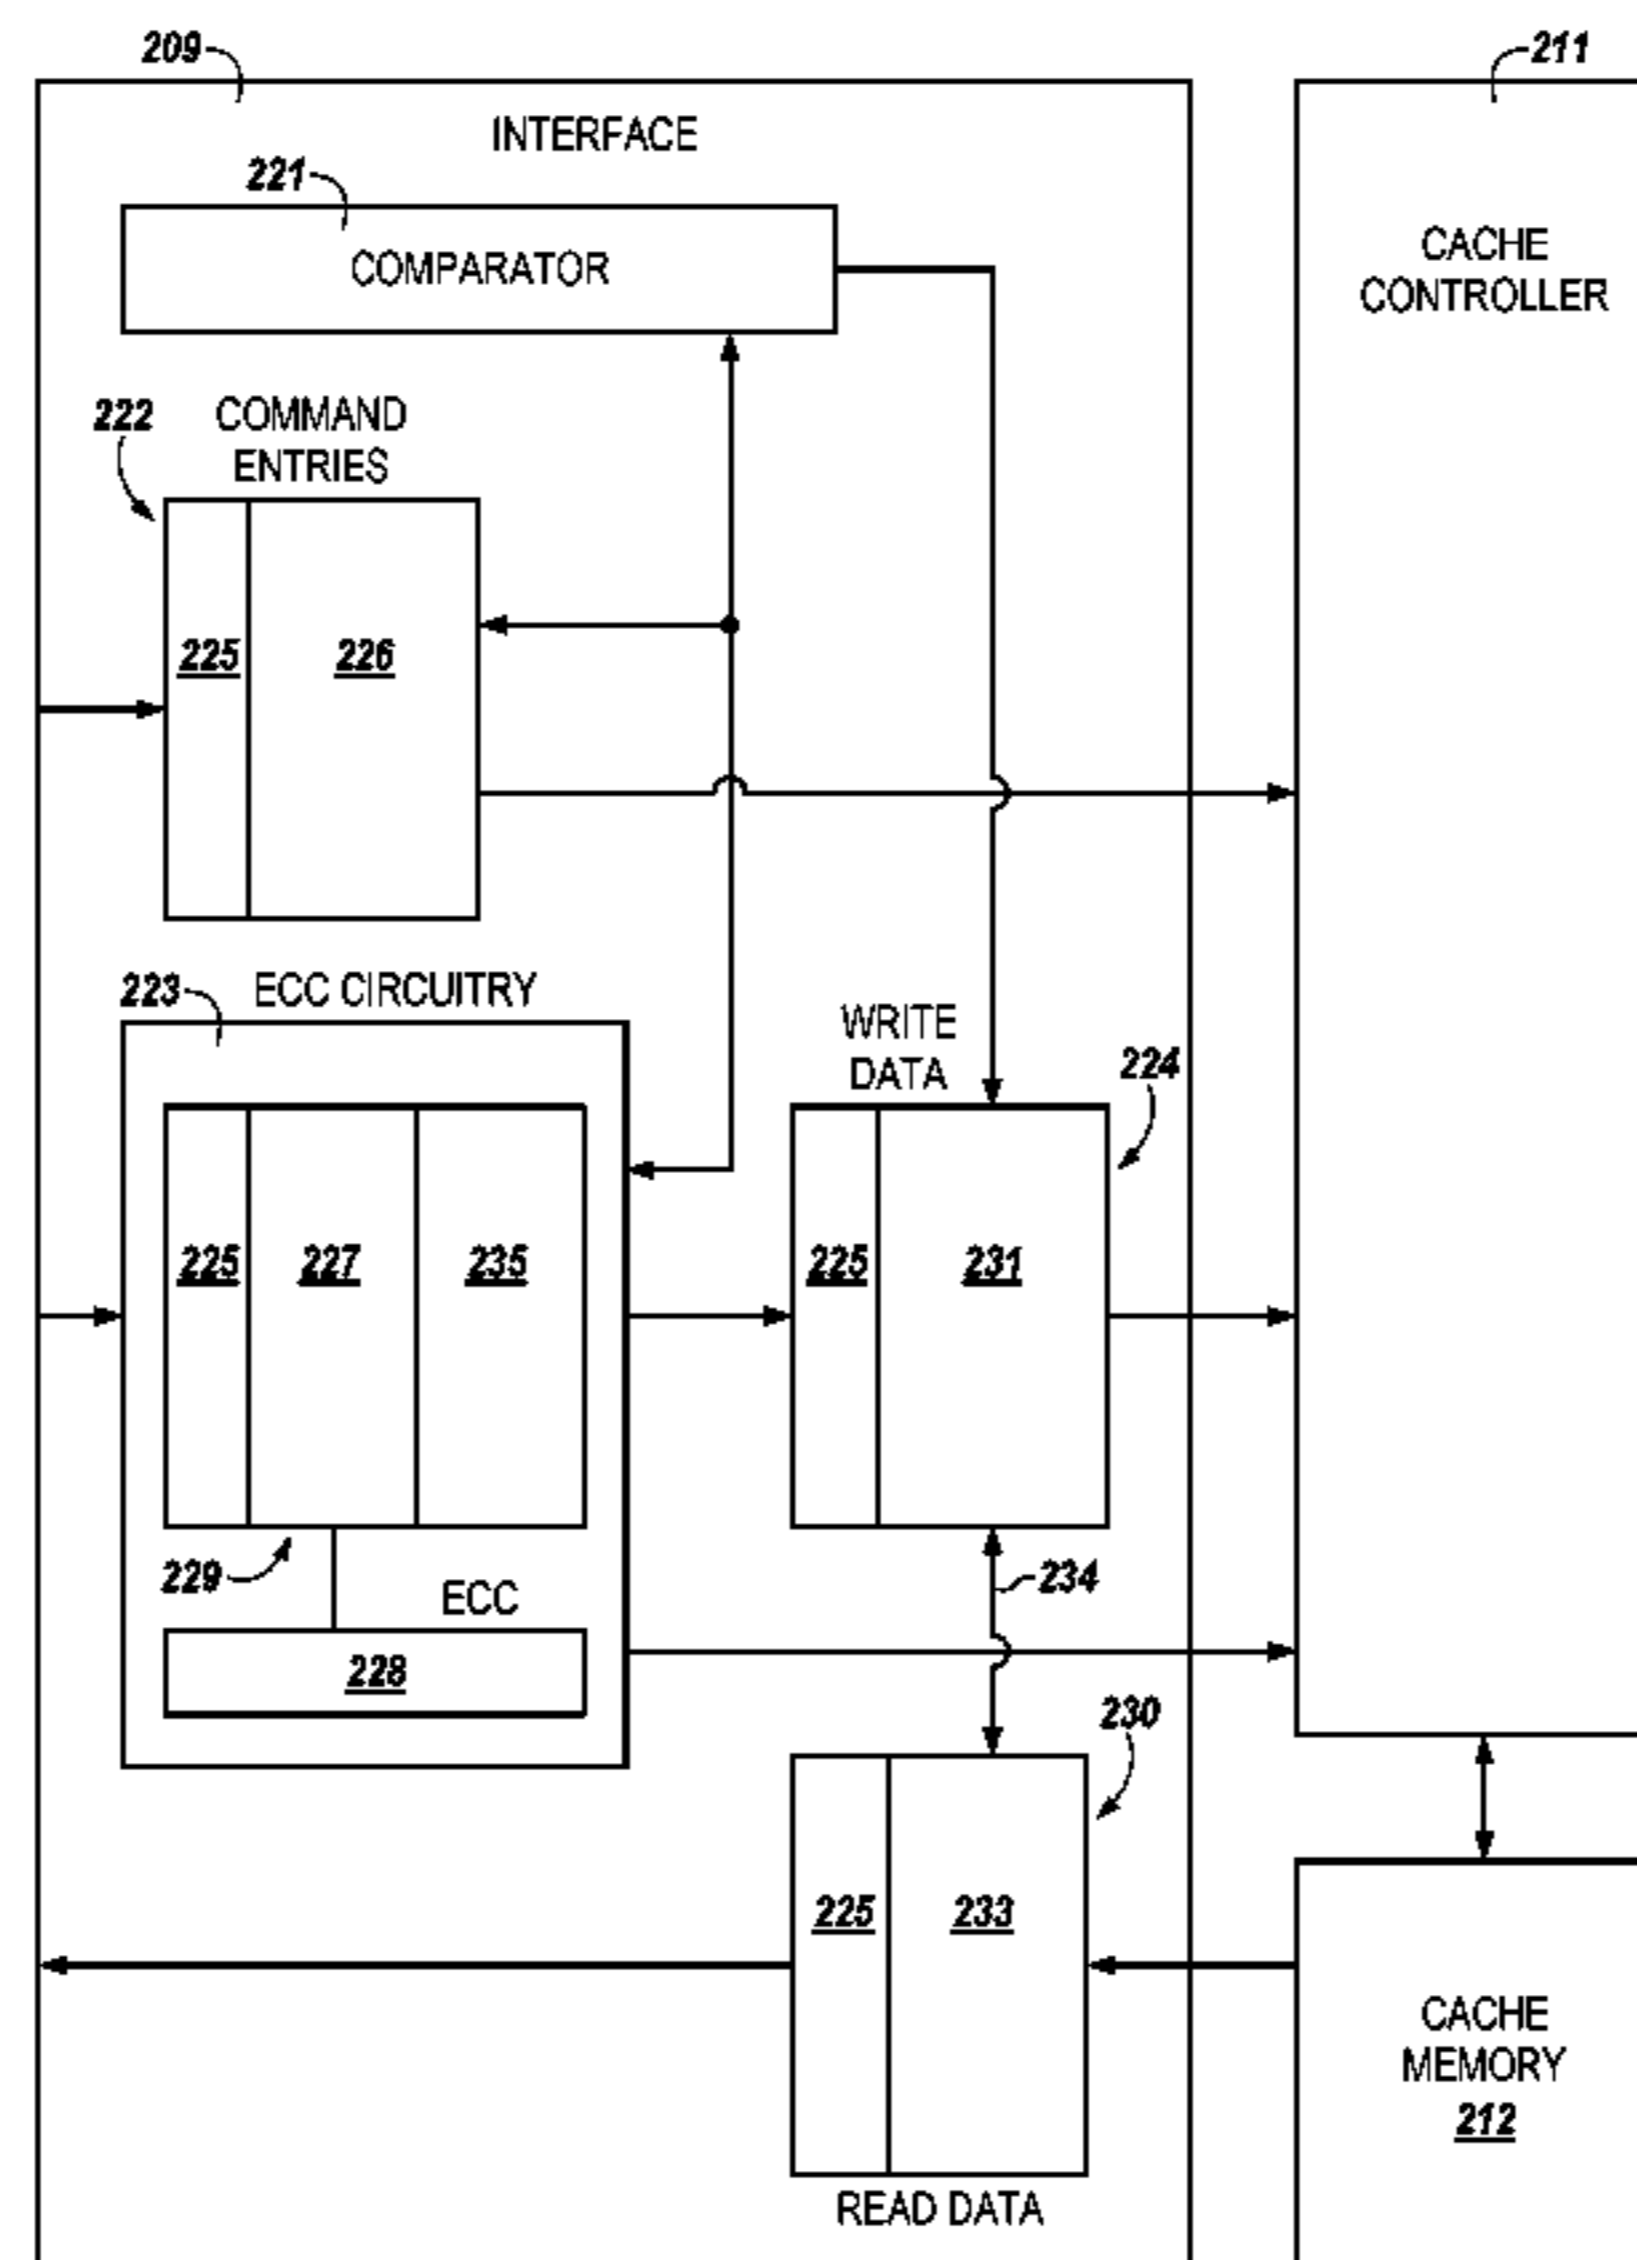 209
211
INTERFACE
221
COMPARATOR
CACHE
CONTROLLER
222
COMMAND
ENTRIES
225
226
223
ECC CIRCUITRY
WRITE
DATA
224
225
227
235
225
231
229
ECC
234
228
230
225
233
CACHE
MEMORY
212
READ DATA